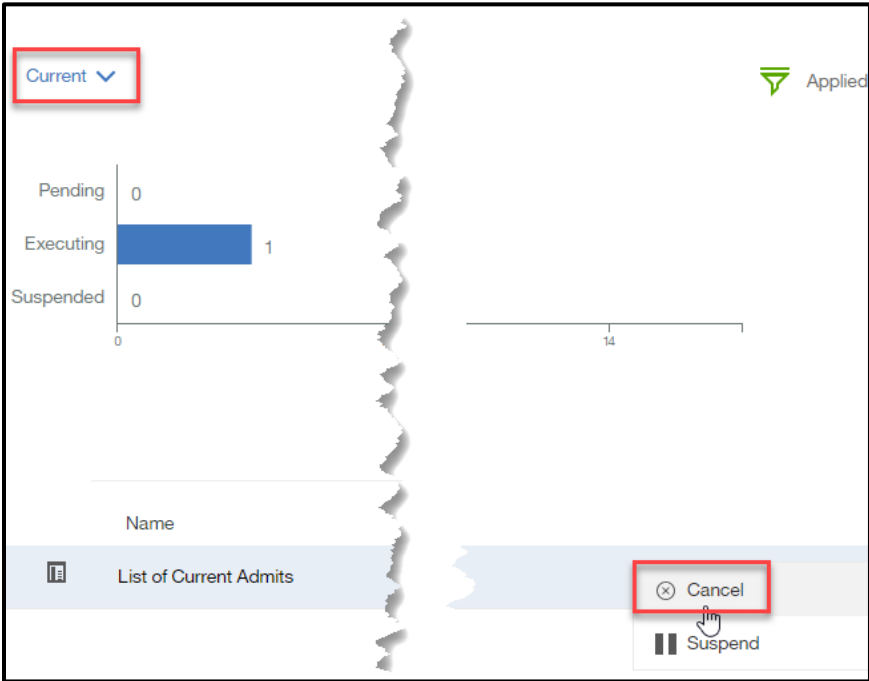 Current
Applied
Pending 0
Executing 1
Suspended 0
0 14
Name
List of Current Admits
Cancel
Suspend